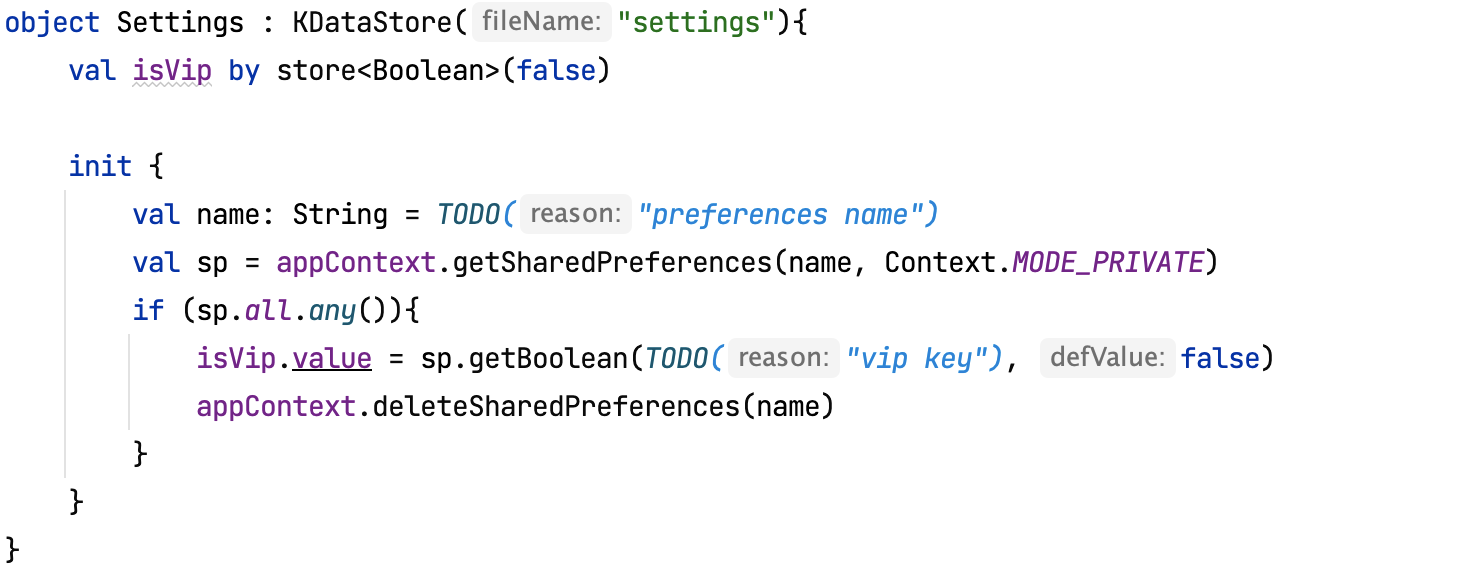 object Settings : KDataStore( fileName: "settings"){
    val isVip by store<Boolean>(false)

    init {
        val name: String = TODO( reason: "preferences name")
        val sp = appContext.getSharedPreferences(name, Context.MODE_PRIVATE)
        if (sp.all.any()){
            isVip.value = sp.getBoolean(TODO( reason: "vip key"), defValue: false)
            appContext.deleteSharedPreferences(name)
        }
    }
}